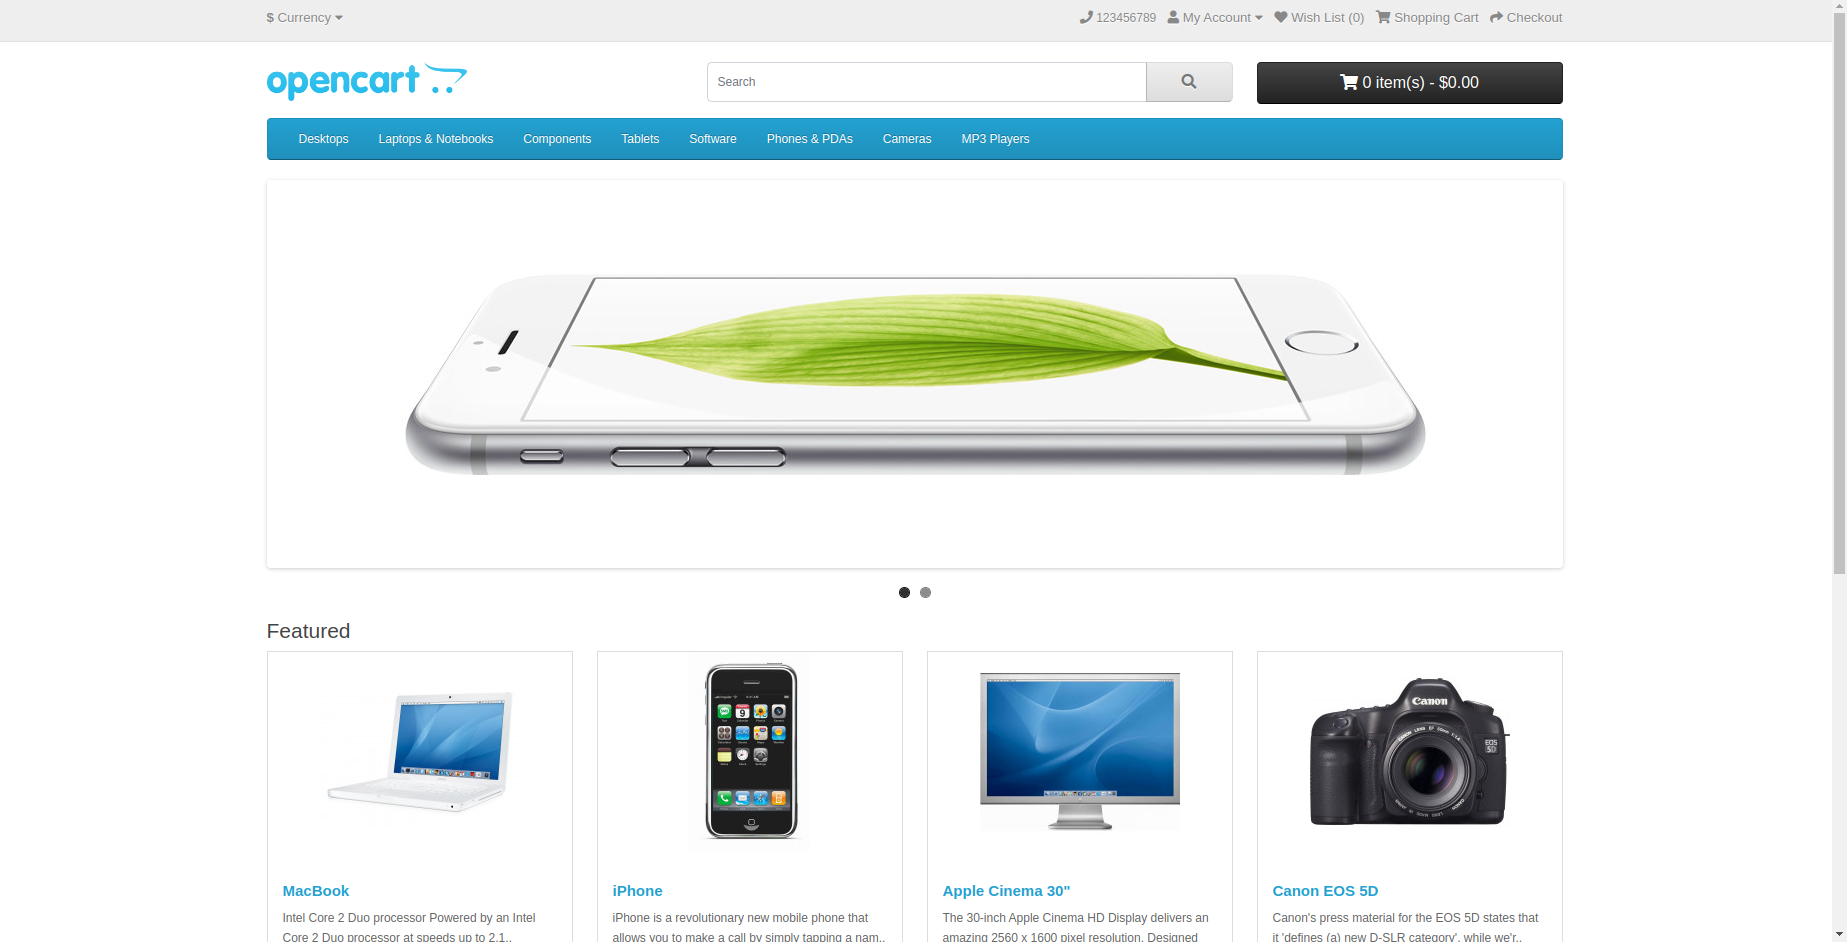 $ Currency
123456789 My Account Wish List (0) Shopping Cart Checkout
opencart
Search
0 item(s) - $0.00
Desktops Laptops & Notebooks Components Tablets Software Phones & PDAs Cameras MP3 Players
Featured
Canon
EOS
5D
MacBook
Intel Core 2 Duo processor Powered by an Intel
Core 2 Duo processor at speeds up to 2.1..
iPhone
iPhone is a revolutionary new mobile phone that
allows you to make a call by simply tapping a nam..
Apple Cinema 30"
The 30-inch Apple Cinema HD Display delivers an
amazing 2560 x 1600 pixel resolution. Designed
Canon EOS 5D
Canon's press material for the EOS 5D states that
it 'defines (a) new D-SLR category', while we'r..